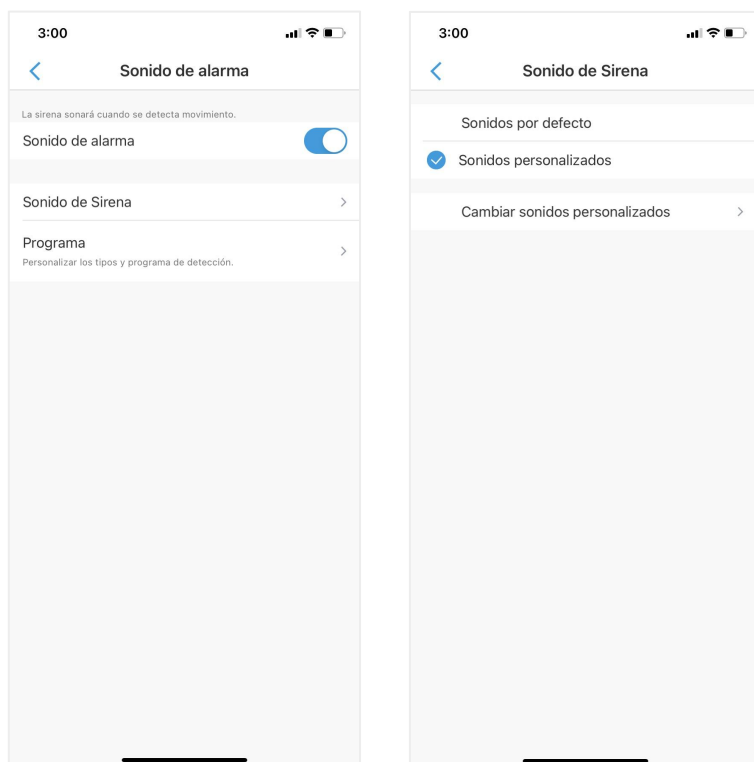 3:00
Sonido de alarma
La sirena sonará cuando se detecta movimiento.
Sonido de alarma
Sonido de Sirena
Programa
Personalizar los tipos y programa de detección.
3:00
Sonido de Sirena
Sonidos por defecto
Sonidos personalizados
Cambiar sonidos personalizados